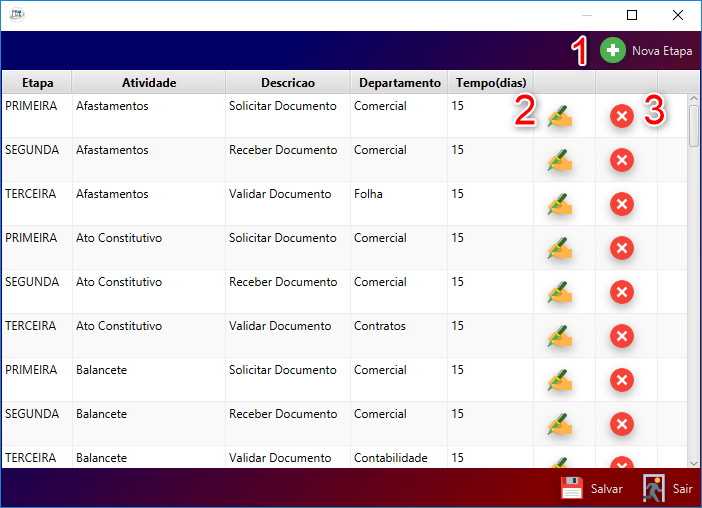 1 Nova Etapa
Etapa Atividade Descricao Departamento Tempo(dias)
2 3
PRIMEIRA Afastamentos Solicitar Documento Comercial 15
SEGUNDA Afastamentos Receber Documento Comercial 15
TERCEIRA Afastamentos Validar Documento Folha 15
PRIMEIRA Ato Constitutivo Solicitar Documento Comercial 15
SEGUNDA Ato Constitutivo Receber Documento Comercial 15
TERCEIRA Ato Constitutivo Validar Documento Contratos 15
PRIMEIRA Balancete Solicitar Documento Comercial 15
SEGUNDA Balancete Receber Documento Comercial 15
TERCEIRA Balancete Validar Documento Contabilidade 15
Salvar Sair